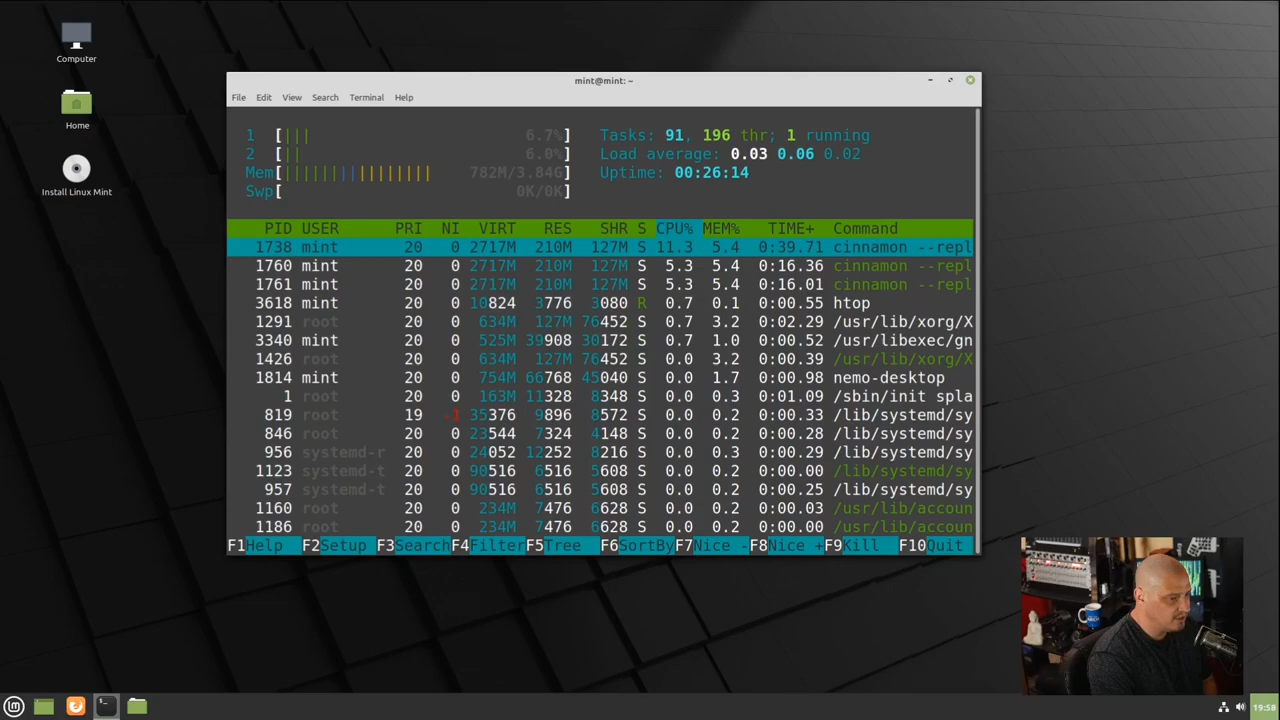 Computer
Home
Install Linux Mint
mint@mint: ~
File Edit View Search Terminal Help
1 [||| 6.7%] Tasks: 91, 196 thr; 1 running
2 [|| 6.0%] Load average: 0.03 0.06 0.02
Mem[|||||||||||||||| 782M/3.84G] Uptime: 00:26:14
Swp[ 0K/0K]
PID USER PRI NI VIRT RES SHR S CPU% MEM% TIME+ Command
1738 mint 20 0 2717M 210M 127M S 11.3 5.4 0:39.71 cinnamon --repl
1760 mint 20 0 2717M 210M 127M S 5.3 5.4 0:16.36 cinnamon --repl
1761 mint 20 0 2717M 210M 127M S 5.3 5.4 0:16.01 cinnamon --repl
3618 mint 20 0 10824 3776 3080 R 0.7 0.1 0:00.55 htop
1291 root 20 0 634M 127M 76452 S 0.7 3.2 0:02.29 /usr/lib/xorg/X
3340 mint 20 0 525M 39908 30172 S 0.7 1.0 0:00.52 /usr/libexec/gn
1426 root 20 0 634M 127M 76452 S 0.0 3.2 0:00.39 /usr/lib/xorg/X
1814 mint 20 0 754M 66768 45040 S 0.0 1.7 0:00.98 nemo-desktop
1 root 20 0 163M 11328 8348 S 0.0 0.3 0:01.09 /sbin/init spla
819 root 19 -1 35376 9896 8572 S 0.0 0.2 0:00.33 /lib/systemd/sy
846 root 20 0 23544 7324 4148 S 0.0 0.2 0:00.28 /lib/systemd/sy
956 systemd-r 20 0 24052 12252 8216 S 0.0 0.3 0:00.29 /lib/systemd/sy
1123 systemd-t 20 0 90516 6516 5608 S 0.0 0.2 0:00.00 /lib/systemd/sy
957 systemd-t 20 0 90516 6516 5608 S 0.0 0.2 0:00.25 /lib/systemd/sy
1160 root 20 0 234M 7476 6628 S 0.0 0.2 0:00.03 /usr/lib/accoun
1186 root 20 0 234M 7476 6628 S 0.0 0.2 0:00.00 /usr/lib/accoun
F1Help F2Setup F3SearchF4FilterF5Tree F6SortByF7Nice -F8Nice +F9Kill F10Quit
19:58